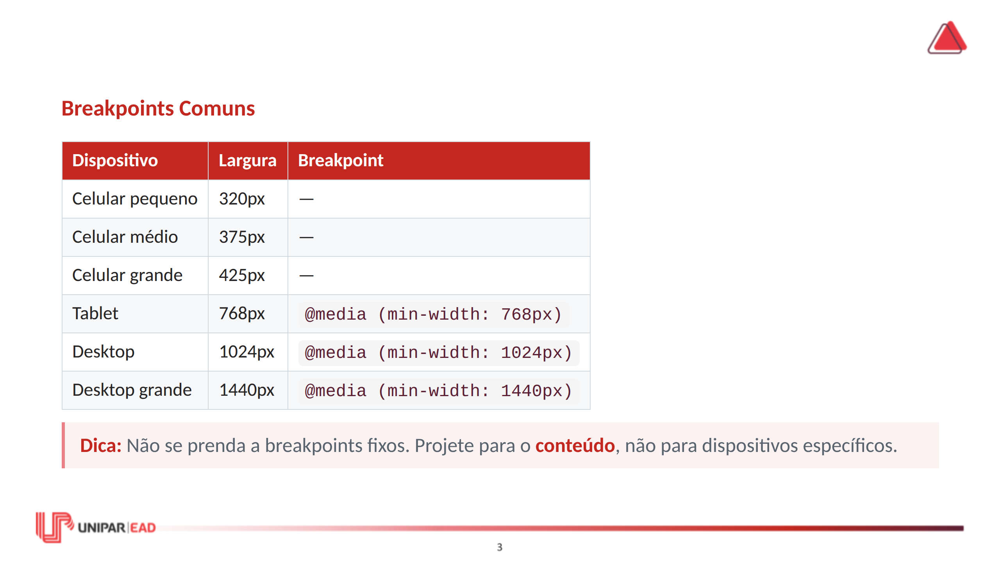 Breakpoints Comuns
Dispositivo Largura Breakpoint
Celular pequeno 320px —
Celular médio 375px —
Celular grande 425px —
Tablet 768px @media (min-width: 768px)
Desktop 1024px @media (min-width: 1024px)
Desktop grande 1440px @media (min-width: 1440px)
Dica: Não se prenda a breakpoints fixos. Projete para o conteúdo, não para dispositivos específicos.
UNIPAR|EAD
3